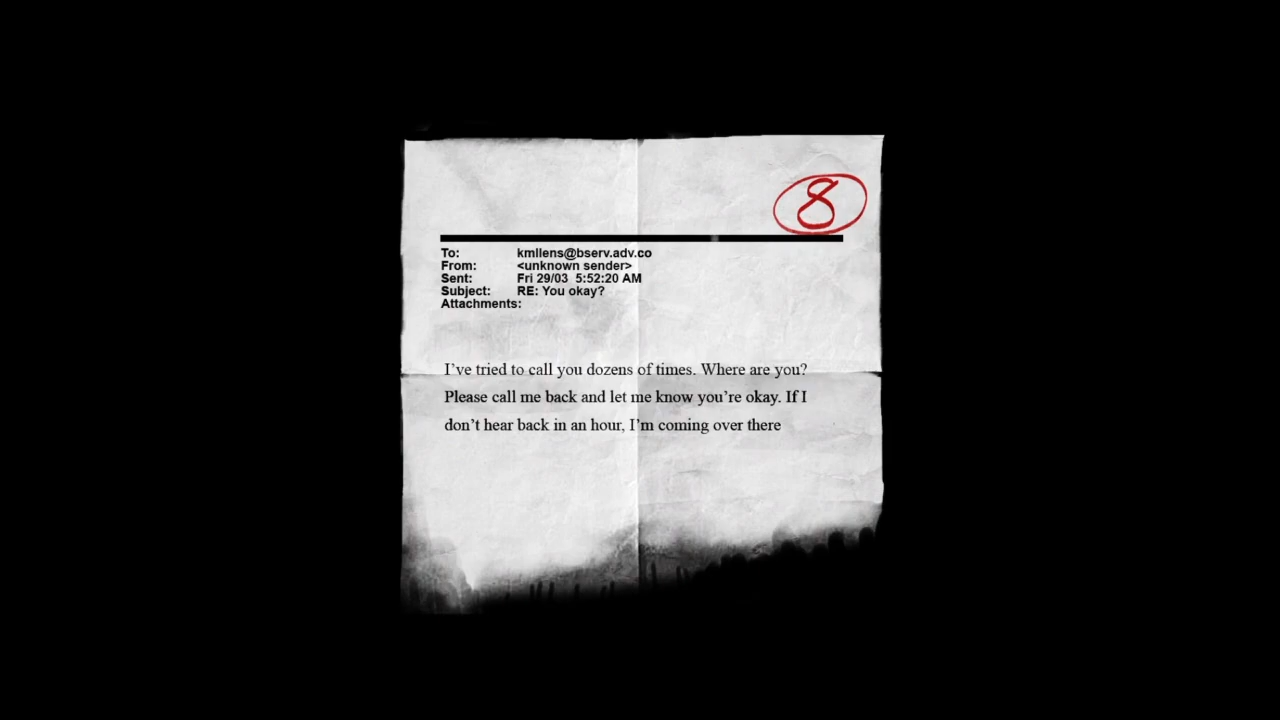 8
To: kmllens@bserv.adv.co
From: <unknown sender>
Sent: Fri 29/03 5:52:20 AM
Subject: RE: You okay?
Attachments:
I’ve tried to call you dozens of times. Where are you?
Please call me back and let me know you’re okay. If I
don’t hear back in an hour, I’m coming over there